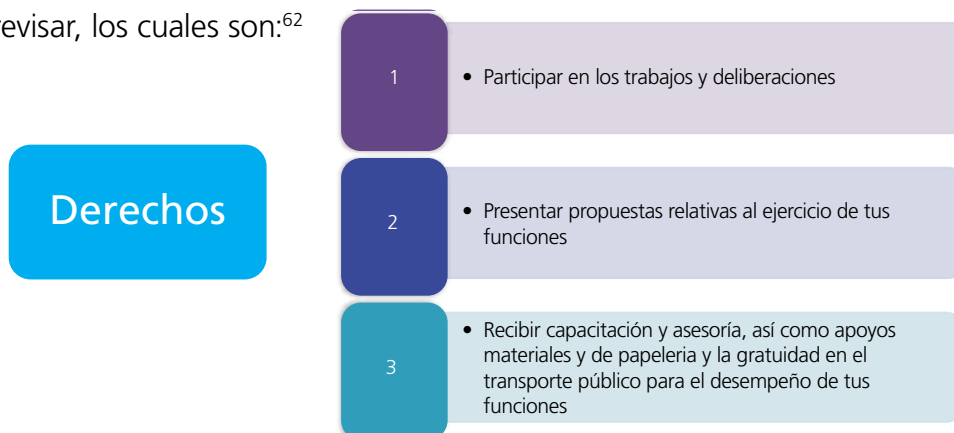 evisar, los cuales son:62
Derechos
1
• Participar en los trabajos y deliberaciones
2
• Presentar propuestas relativas al ejercicio de tus
funciones
3
• Recibir capacitación y asesoría, así como apoyos
materiales y de papeleria y la gratuidad en el
transporte público para el desempeño de tus
funciones